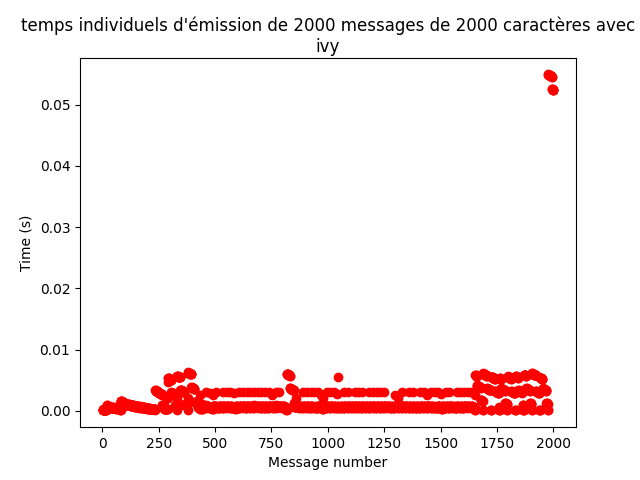 temps individuels d'émission de 2000 messages de 2000 caractères avec
ivy
0.05
0.04
0.03
0.02
0.01
0.00
Time (s)
0 250 500 750 1000 1250 1500 1750 2000
Message number